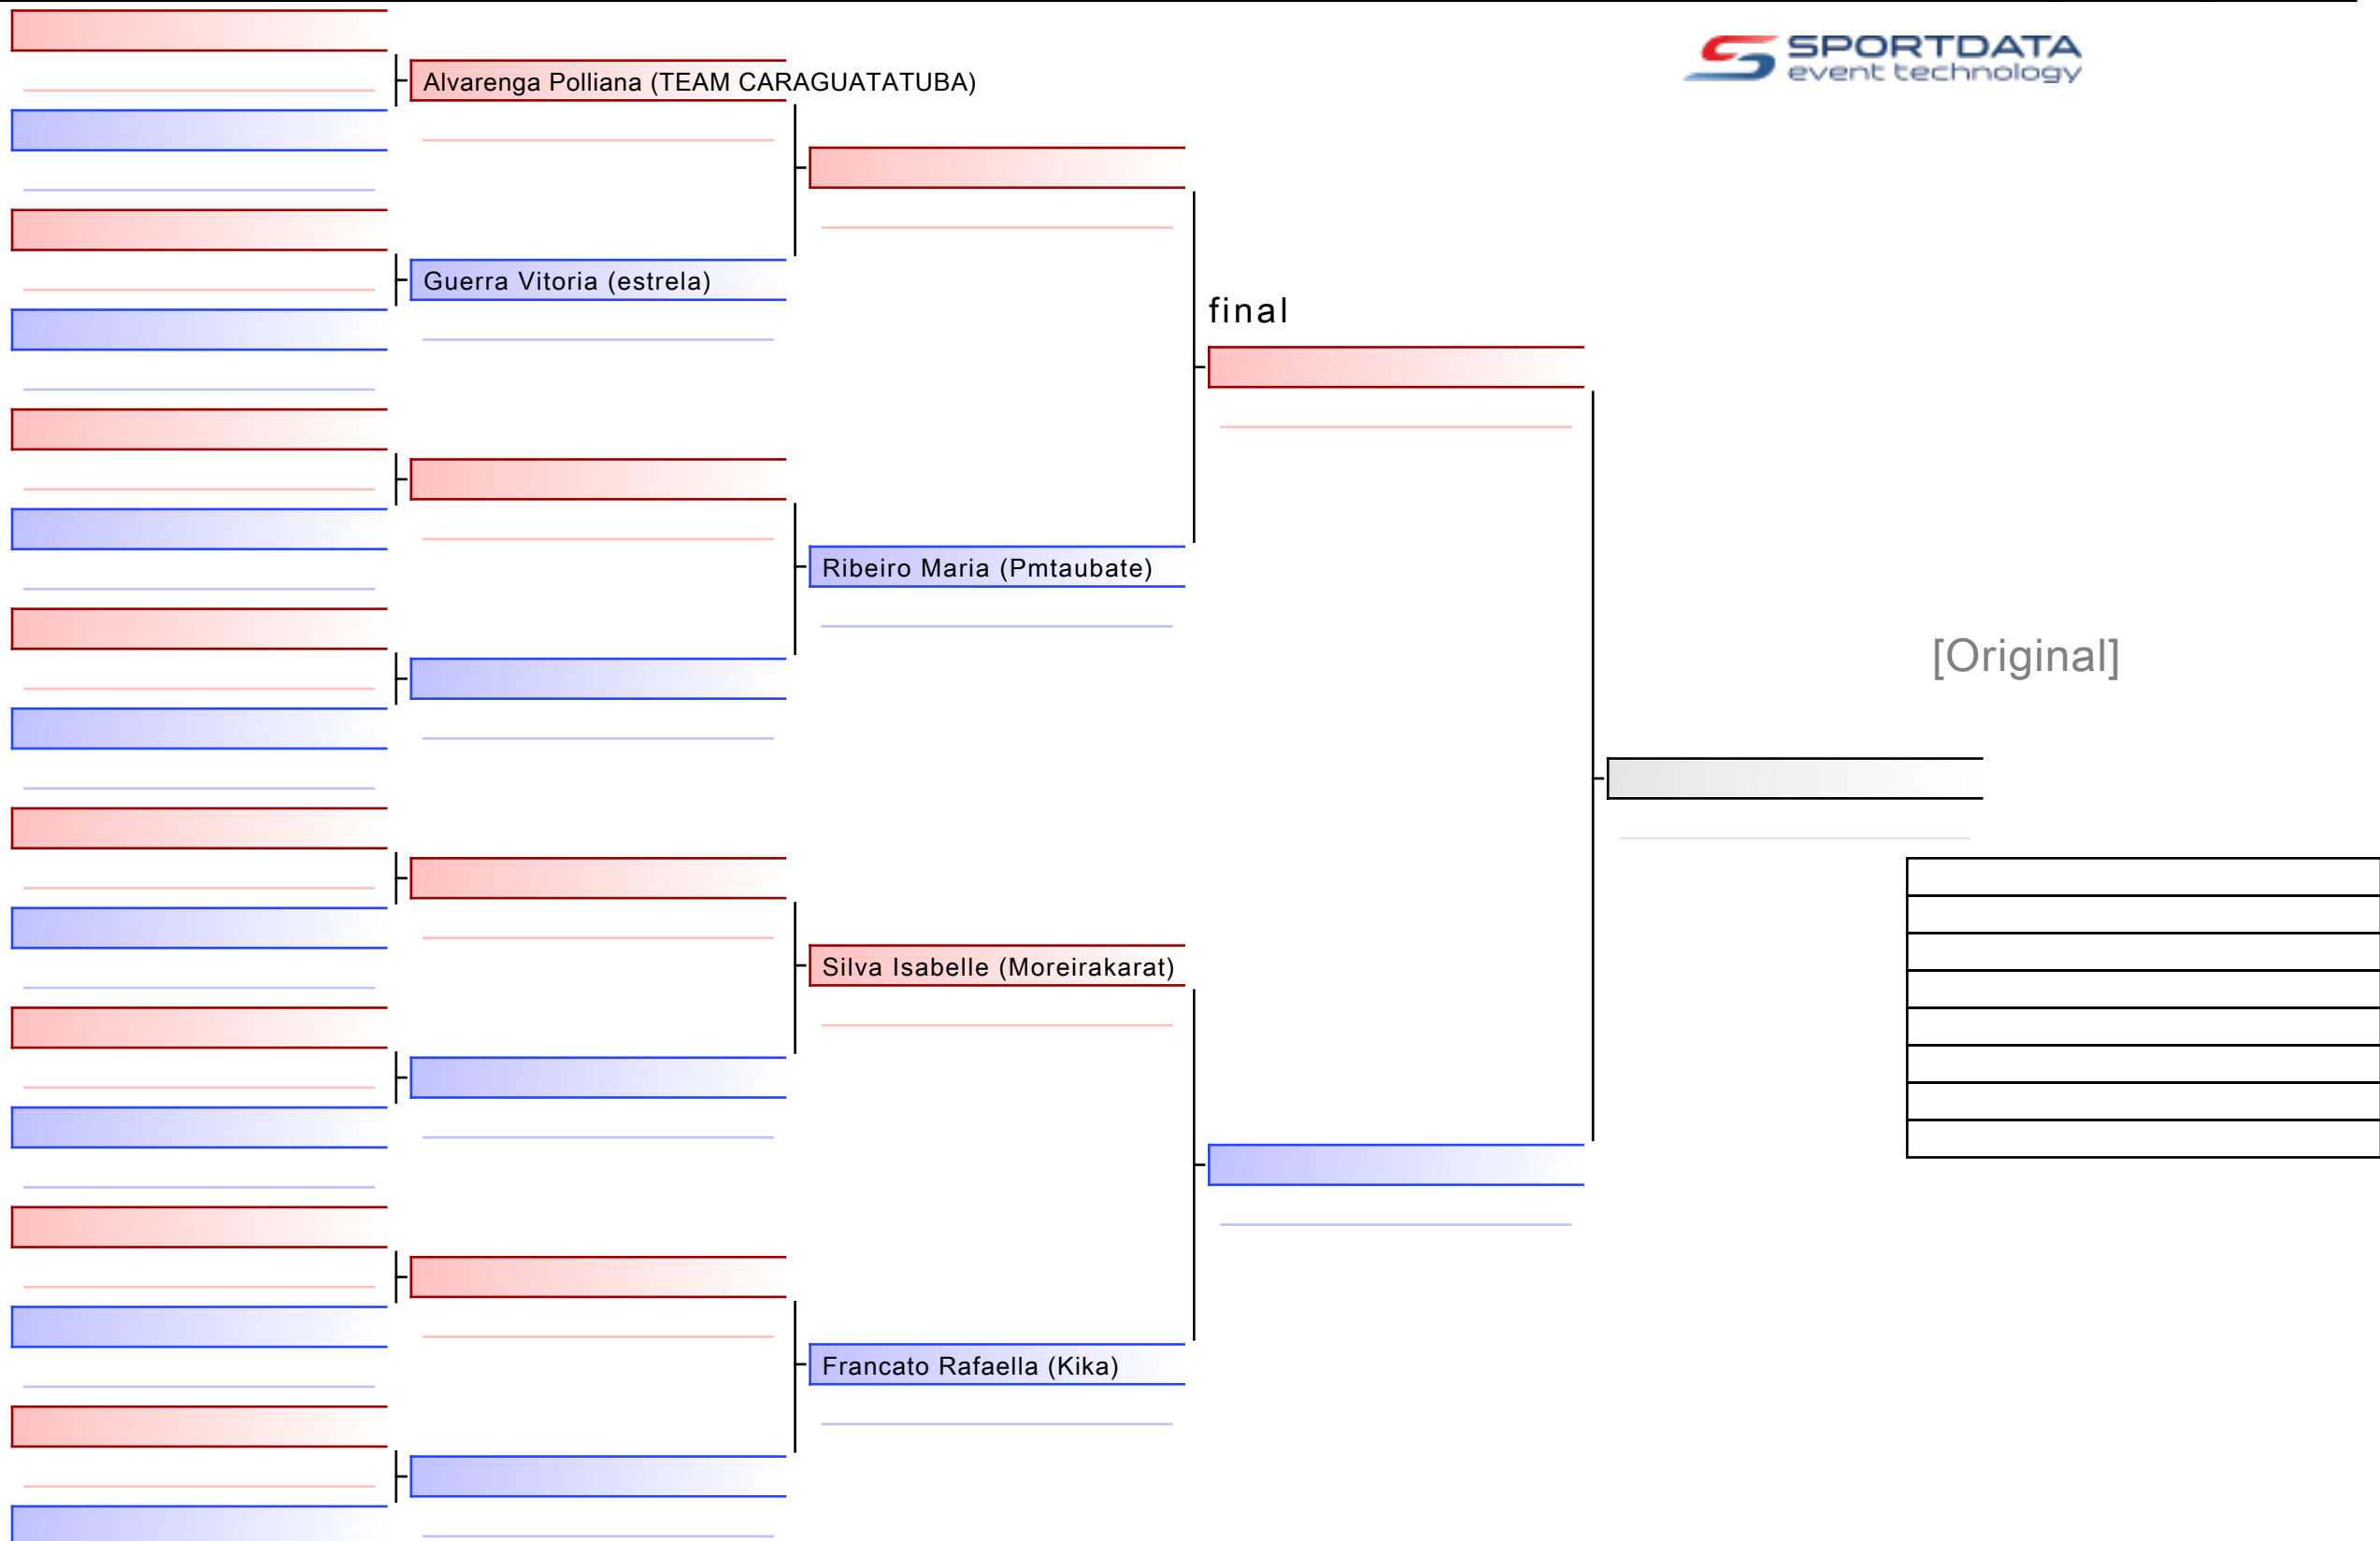 SPORTDATA
event technology
Alvarenga Polliana (TEAM CARAGUATATUBA)
Guerra Vitoria (estrela)
final
Ribeiro Maria (Pmtaubate)
[Original]
Silva Isabelle (Moreirakarat)
Francato Rafaella (Kika)